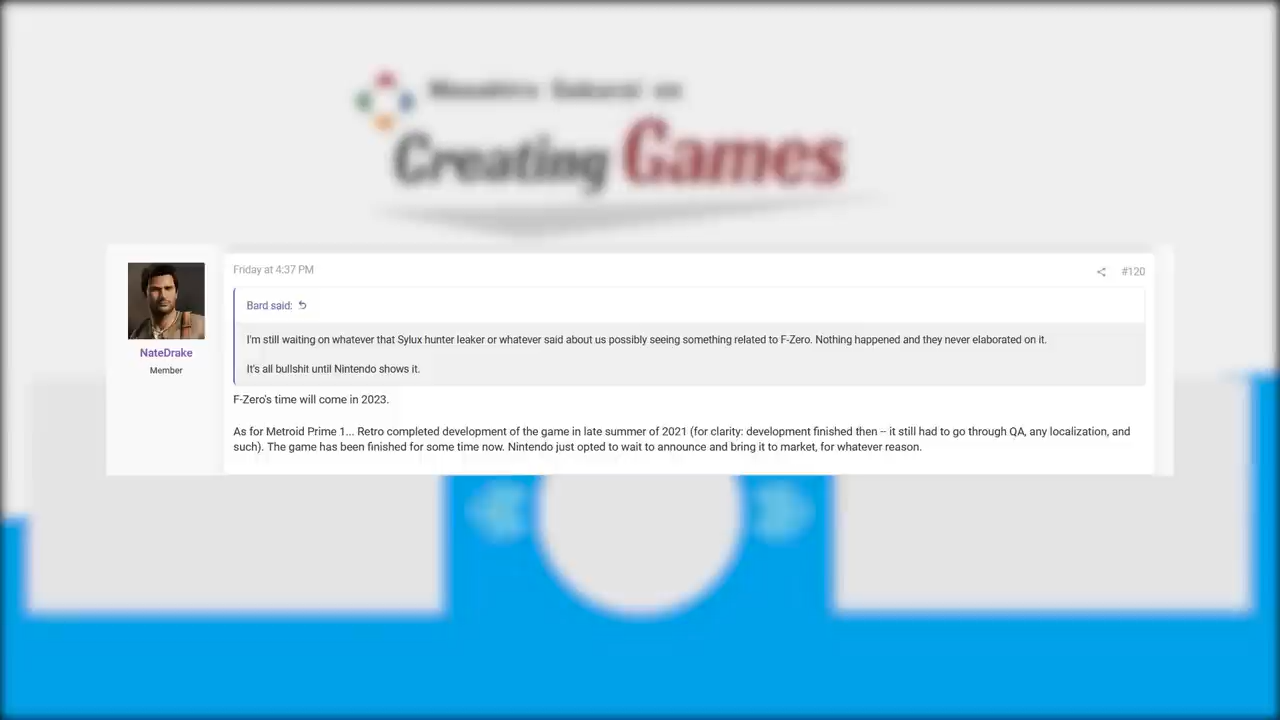 Masahiro Sakurai on
Creating Games
Friday at 4:37 PM
#120
Bard said:
I'm still waiting on whatever that Sylux hunter leaker or whatever said about us possibly seeing something related to F-Zero. Nothing happened and they never elaborated on it.
It's all bullshit until Nintendo shows it.
NateDrake
Member
F-Zero's time will come in 2023.
As for Metroid Prime 1... Retro completed development of the game in late summer of 2021 (for clarity: development finished then -- it still had to go through QA, any localization, and
such). The game has been finished for some time now. Nintendo just opted to wait to announce and bring it to market, for whatever reason.